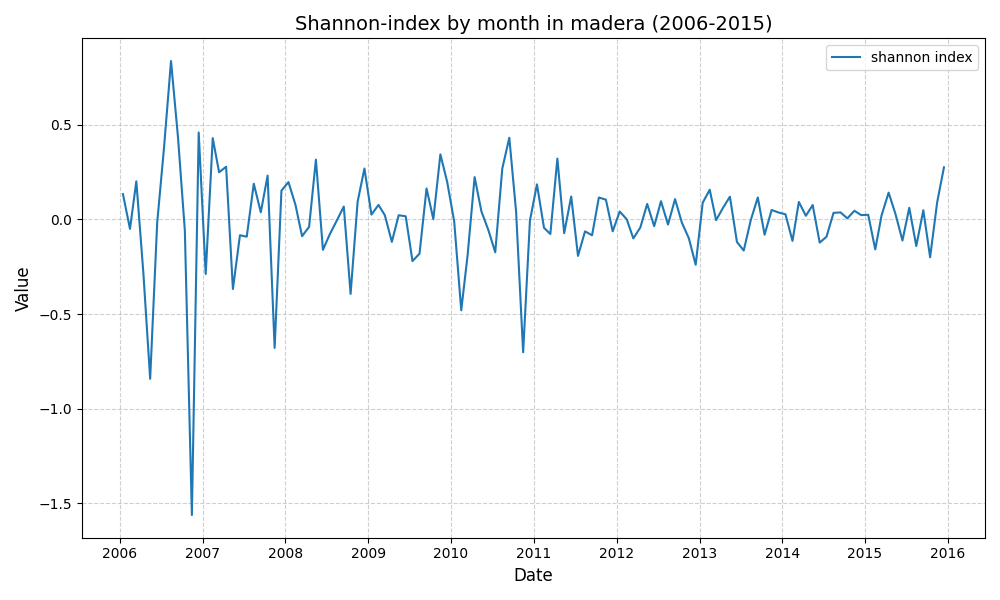 Shannon-index by month in madera (2006-2015)
shannon index
Value
0.5
0.0
−0.5
−1.0
−1.5
2006 2007 2008 2009 2010 2011 2012 2013 2014 2015 2016
Date